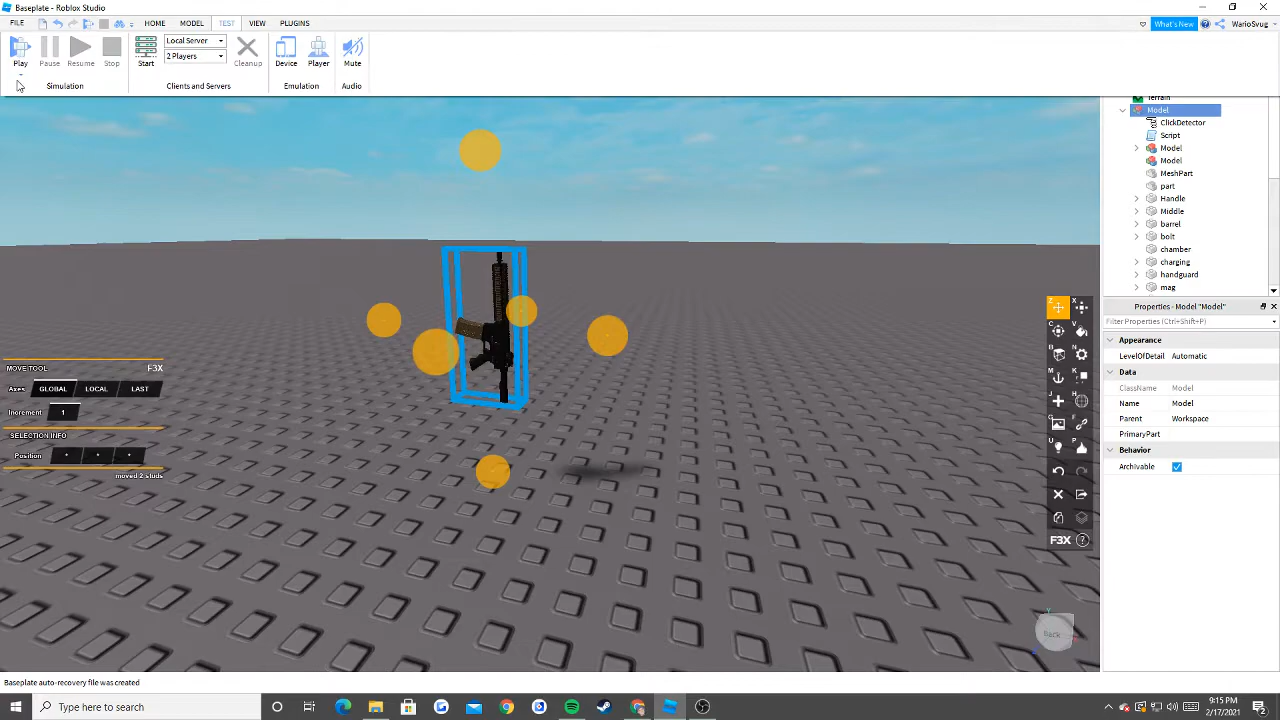 Baseplate - Roblox Studio
FILE HOME MODEL TEST VIEW PLUGINS What's New WarioSvug
Local Server
2 Players
Play Pause Resume Stop Start Cleanup Device Player Mute
Simulation Clients and Servers Emulation Audio
Terrain
Model
ClickDetector
Script
Model
Model
MeshPart
part
Handle
Middle
barrel
bolt
chamber
charging
handguard
mag
Properties - Model "Model"
Filter Properties (Ctrl+Shift+P)
Appearance
LevelOfDetail Automatic
Data
ClassName Model
Name Model
Parent Workspace
PrimaryPart
Behavior
Archivable
MOVE TOOL F3X
Axes GLOBAL LOCAL LAST
Increment 1
SELECTION INFO
Position * * *
moved 2 studs
Z X
C V
B N
M K
J H
G F
U P
F3X ?
Y
BACK
Baseplate auto-recovery file was created
Type here to search
9:15 PM
2/17/2021